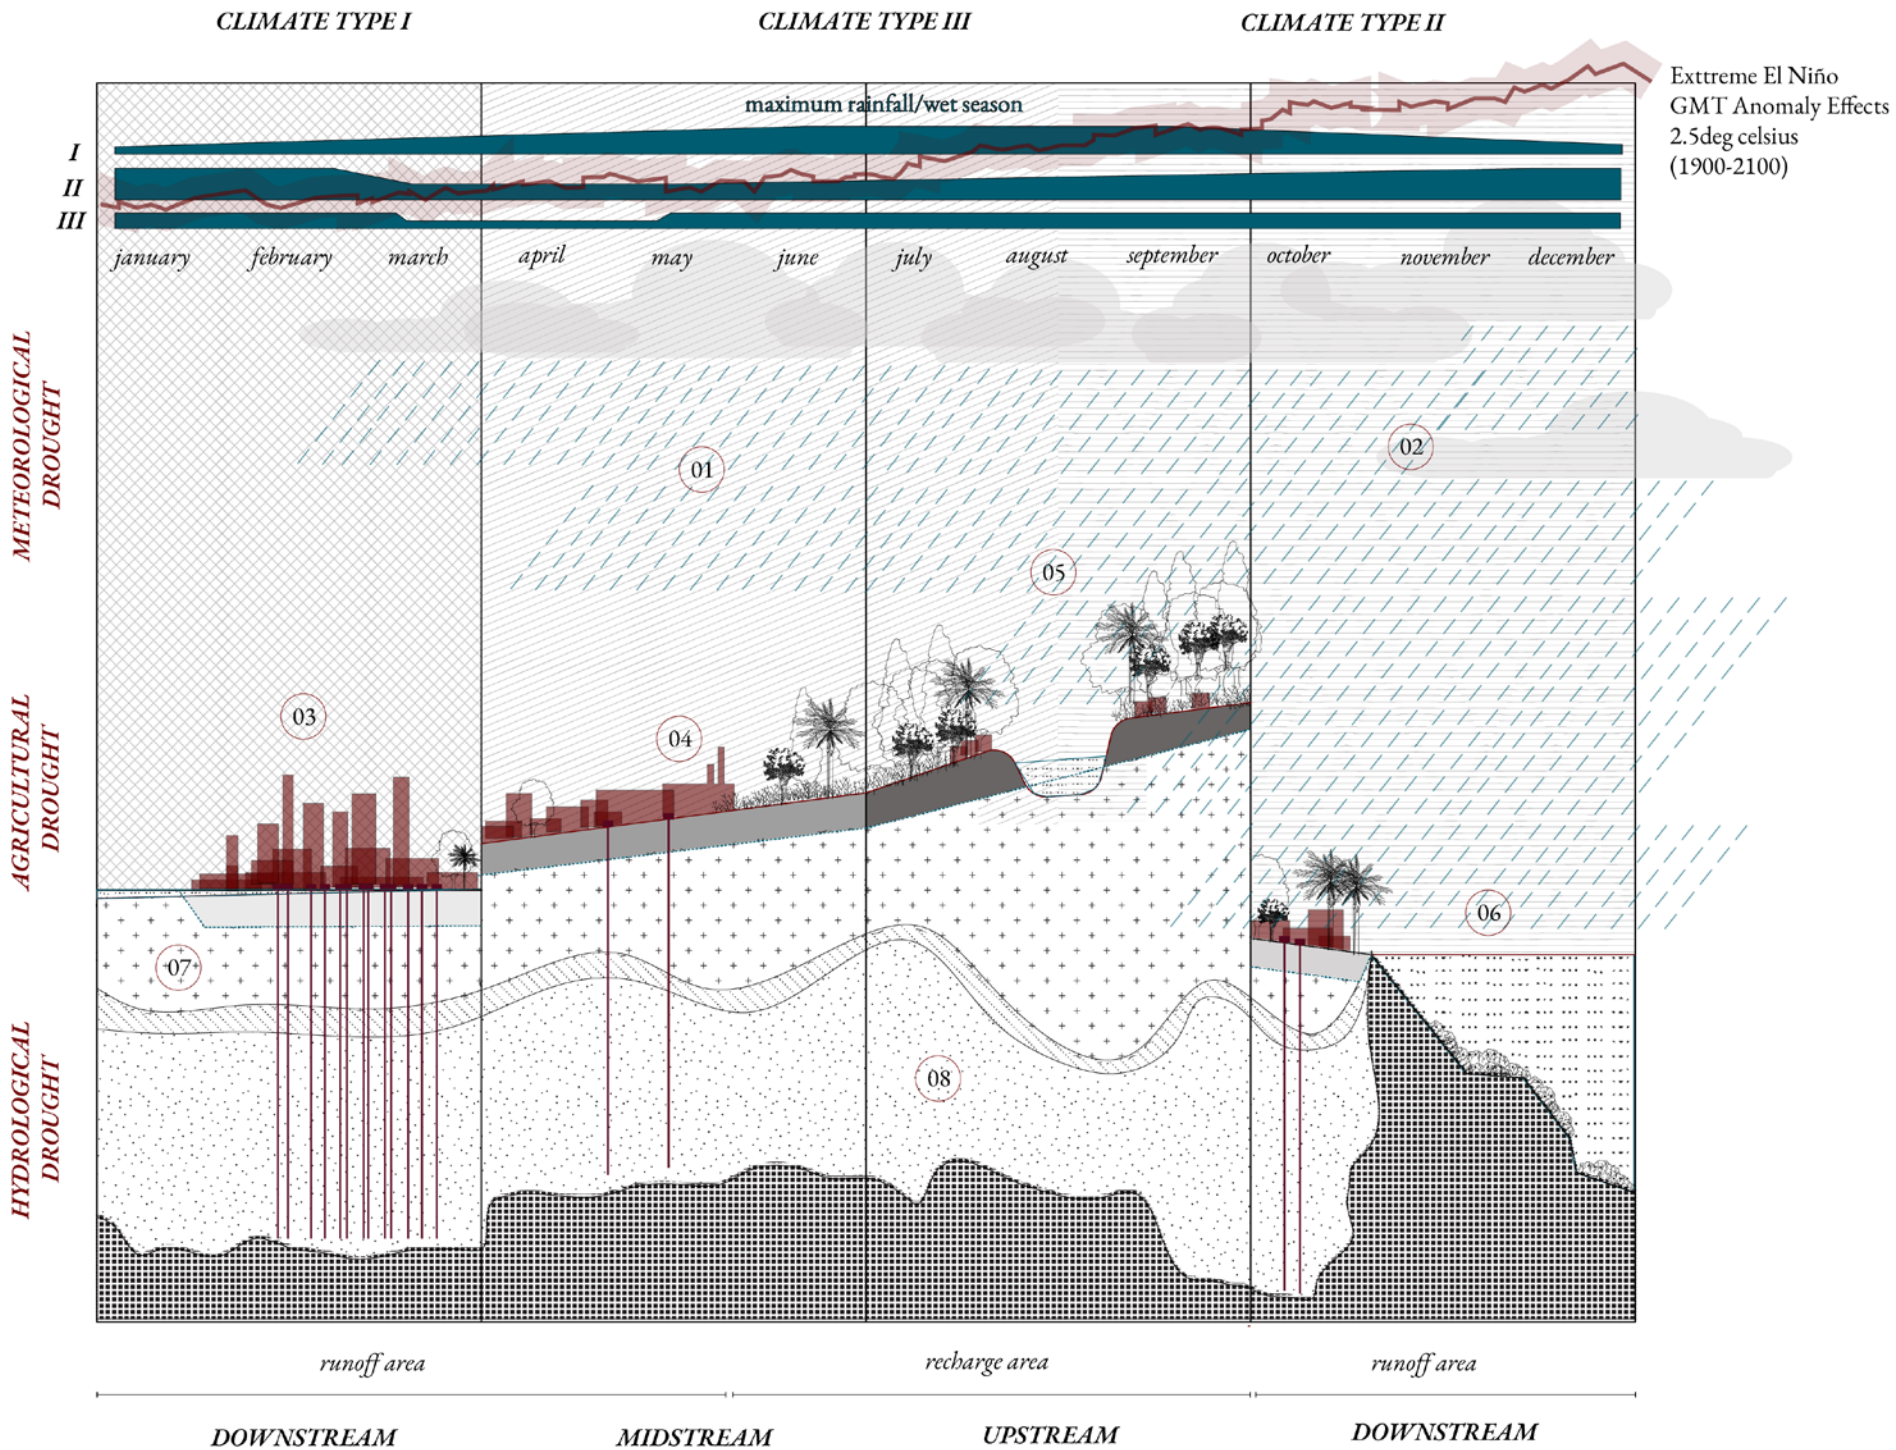 CLIMATE TYPE I
CLIMATE TYPE III
CLIMATE TYPE II
Exttreme El Niño
GMT Anomaly Effects
2.5deg celsius
(1900-2100)
maximum rainfall/wet season
I
II
III
january
february
march
april
may
june
july
august
september
october
november
december
METEOROLOGICAL
DROUGHT
01
02
05
AGRICULTURAL
DROUGHT
03
04
06
07
HYDROLOGICAL
DROUGHT
08
runoff area
recharge area
runoff area
DOWNSTREAM
MIDSTREAM
UPSTREAM
DOWNSTREAM